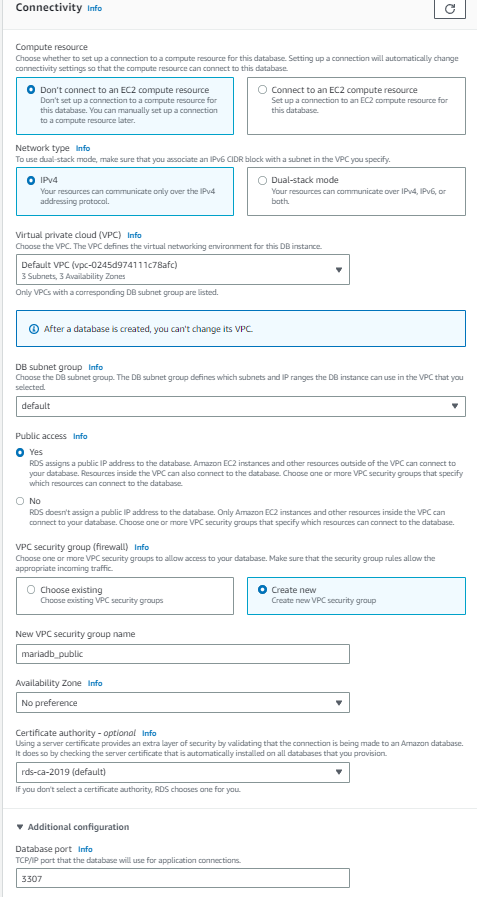 Connectivity Info
Compute resource
Choose whether to set up a connection to a compute resource for this database. Setting up a connection will automatically change
connectivity settings so that the compute resource can connect to this database.
Don't connect to an EC2 compute resource
Don't set up a connection to a compute resource for
this database. You can manually set up a connection
to a compute resource later.
Connect to an EC2 compute resource
Set up a connection to an EC2 compute resource for
this database.
Network type Info
To use dual-stack mode, make sure that you associate an IPv6 CIDR block with a subnet in the VPC you specify.
IPv4
Your resources can communicate only over the IPv4
addressing protocol.
Dual-stack mode
Your resources can communicate over IPv4, IPv6, or
both.
Virtual private cloud (VPC) Info
Choose the VPC. The VPC defines the virtual networking environment for this DB instance.
Default VPC (vpc-0245d974111c78afc)
3 Subnets, 3 Availability Zones
Only VPCs with a corresponding DB subnet group are listed.
After a database is created, you can't change its VPC.
DB subnet group Info
Choose the DB subnet group. The DB subnet group defines which subnets and IP ranges the DB instance can use in the VPC that you
selected.
default
Public access Info
Yes
RDS assigns a public IP address to the database. Amazon EC2 instances and other resources outside of the VPC can connect to
your database. Resources inside the VPC can also connect to the database. Choose one or more VPC security groups that specify
which resources can connect to the database.
No
RDS doesn't assign a public IP address to the database. Only Amazon EC2 instances and other resources inside the VPC can
connect to your database. Choose one or more VPC security groups that specify which resources can connect to the database.
VPC security group (firewall) Info
Choose one or more VPC security groups to allow access to your database. Make sure that the security group rules allow the
appropriate incoming traffic.
Choose existing
Choose existing VPC security groups
Create new
Create new VPC security group
New VPC security group name
mariadb_public
Availability Zone Info
No preference
Certificate authority - optional Info
Using a server certificate provides an extra layer of security by validating that the connection is being made to an Amazon database.
It does so by checking the server certificate that is automatically installed on all databases that you provision.
rds-ca-2019 (default)
If you don't select a certificate authority, RDS chooses one for you.
Additional configuration
Database port Info
TCP/IP port that the database will use for application connections.
3307